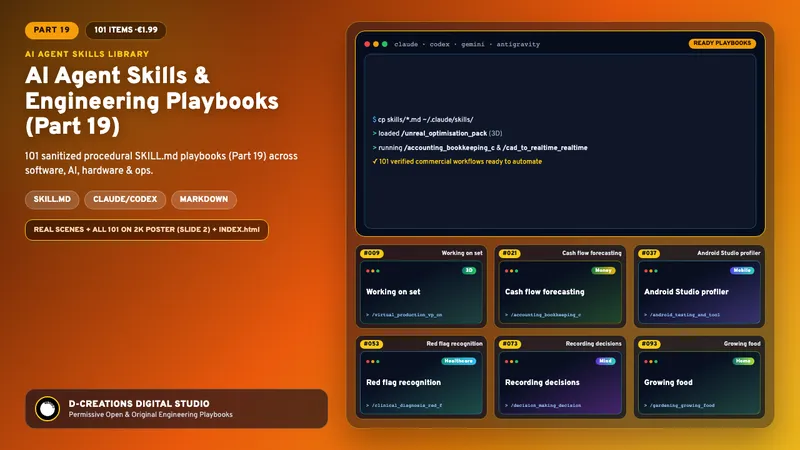 PART 19
101 ITEMS · €1.99
AI AGENT SKILLS LIBRARY
AI Agent Skills &
Engineering Playbooks
(Part 19)
101 sanitized procedural SKILL.md playbooks (Part 19) across
software, AI, hardware & ops.
SKILL.MD
CLAUDE/CODEX
MARKDOWN
REAL SCENES + ALL 101 ON 2K POSTER (SLIDE 2) + INDEX.html
D-CREATIONS DIGITAL STUDIO
Permissive Open & Original Engineering Playbooks
claude · codex · gemini · antigravity
READY PLAYBOOKS
$ cp skills/*.md ~/.claude/skills/
> loaded /unreal_optimisation_pack (3D)
> running /accounting_bookkeeping_c & /cad_to_realtime_realtime
✓ 101 verified commercial workflows ready to automate
#009
Working on set
3D
Working on set
> /virtual_production_vp_on
#021
Cash flow forecasting
Money
Cash flow forecasting
> /accounting_bookkeeping_c
#037
Android Studio profiler
Mobile
Android Studio profiler
> /android_testing_and_tool
#053
Red flag recognition
Healthcare
Red flag recognition
> /clinical_diagnosis_red_f
#073
Recording decisions
Mind
Recording decisions
> /decision_making_decision
#093
Growing food
Home
Growing food
> /gardening_growing_food